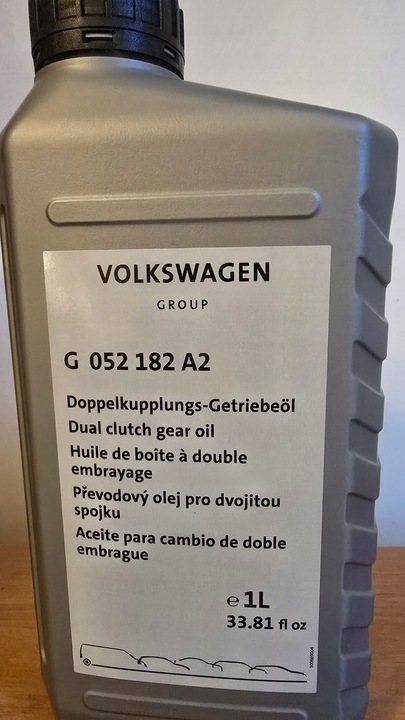 VOLKSWAGEN
GROUP
G 052 182 A2
Doppelkupplungs-Getriebeöl
Dual clutch gear oil
Huile de boîte à double
embrayage
Převodový olej pro dvojitou
spojku
Aceite para cambio de doble
embrague
℮ 1L
33.81 fl oz